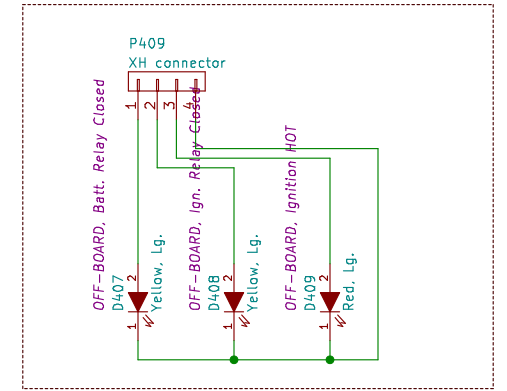 P409
XH connector
1
2
3
4
OFF-BOARD, Batt. Relay Closed
D407
2
1
Yellow, Lg.
OFF-BOARD, Ign. Relay Closed
D408
2
1
Yellow, Lg.
OFF-BOARD, Ignition HOT
D409
2
1
Red, Lg.